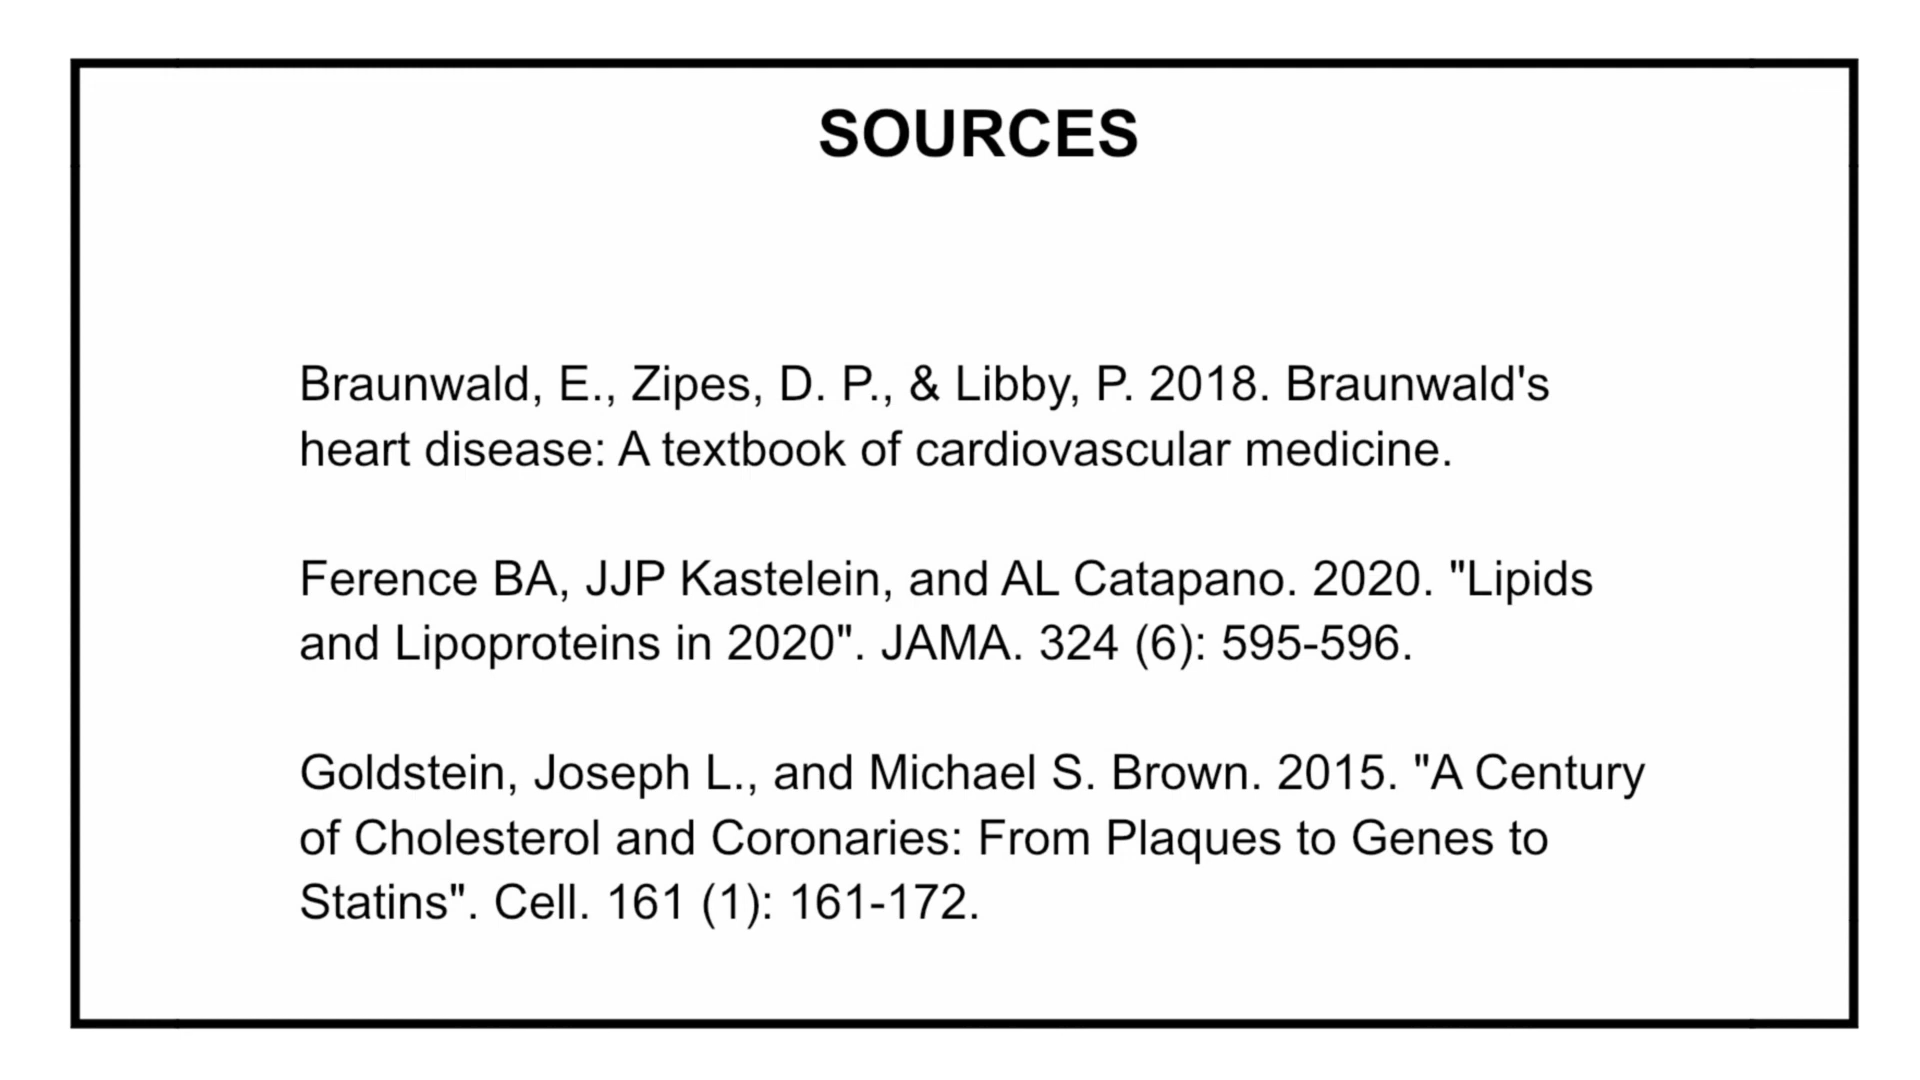 SOURCES
Braunwald, E., Zipes, D. P., & Libby, P. 2018. Braunwald's
heart disease: A textbook of cardiovascular medicine.
Ference BA, JJP Kastelein, and AL Catapano. 2020. "Lipids
and Lipoproteins in 2020". JAMA. 324 (6): 595-596.
Goldstein, Joseph L., and Michael S. Brown. 2015. "A Century
of Cholesterol and Coronaries: From Plaques to Genes to
Statins". Cell. 161 (1): 161-172.